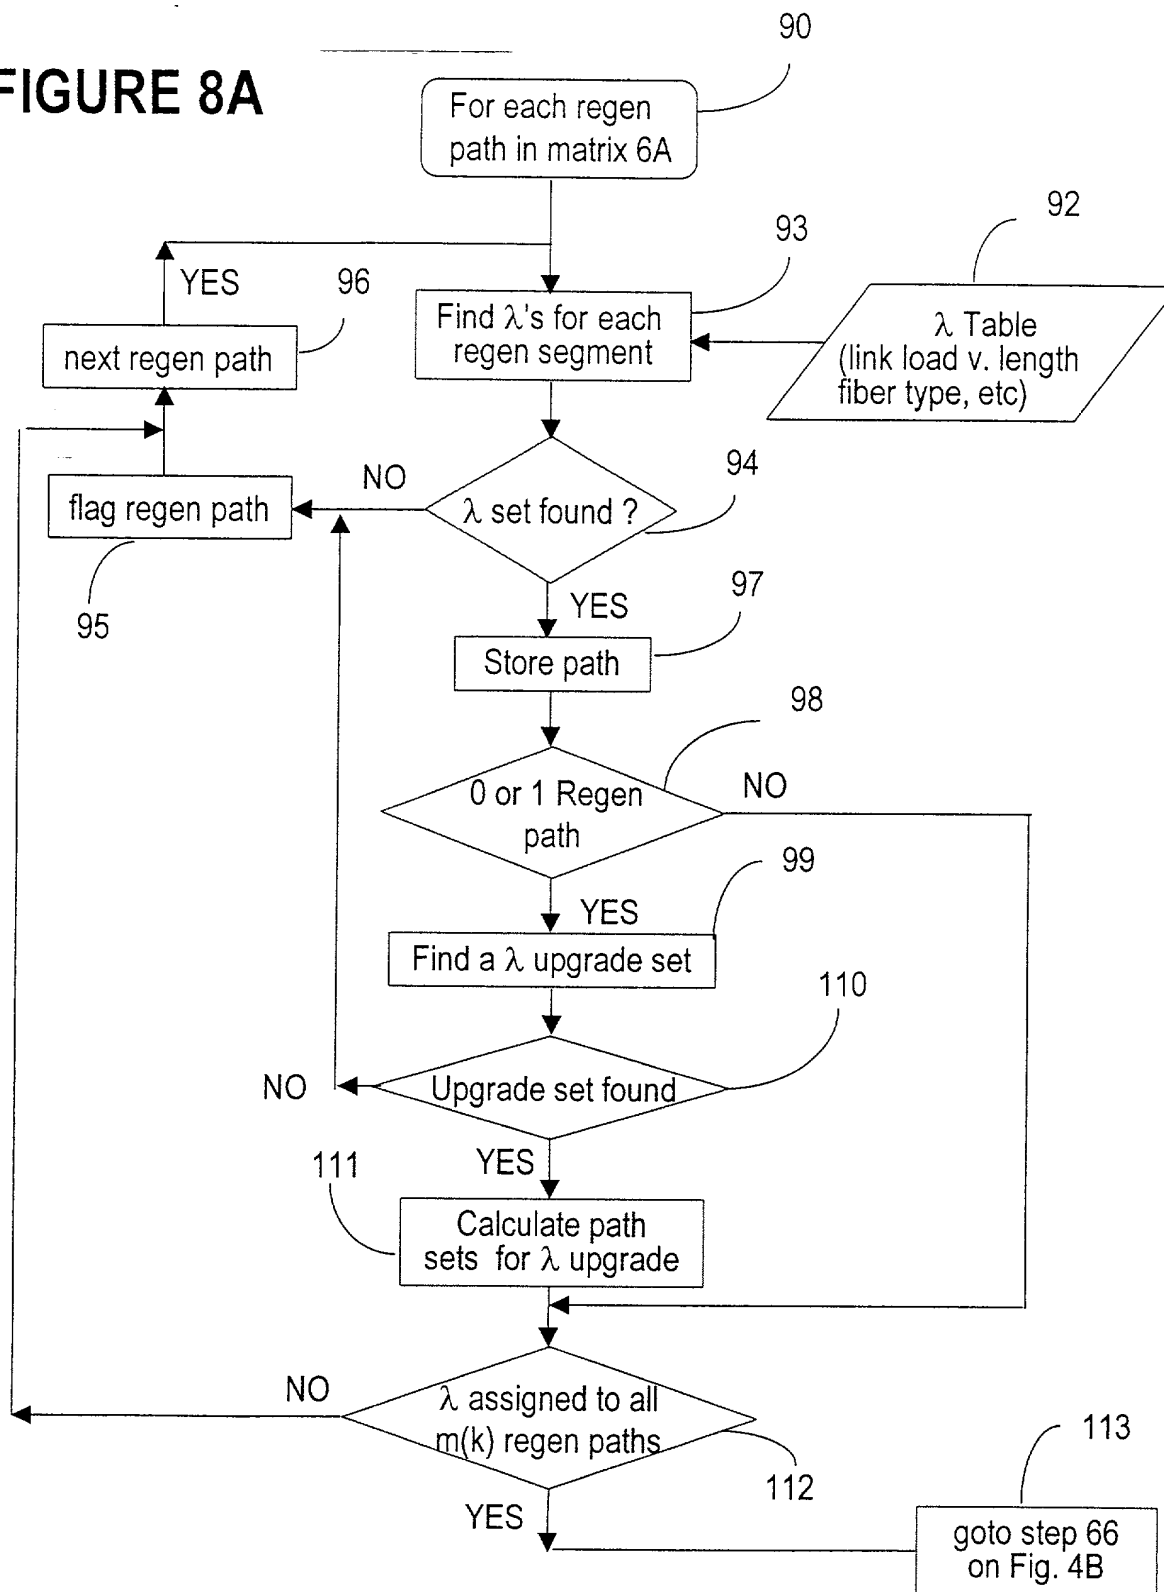 FIGURE 8A
90
For each regen
path in matrix 6A
92
93
YES
96
Find λ's for each
regen segment
λ Table
(link load v. length
fiber type, etc)
next regen path
94
NO
λ set found ?
flag regen path
95
97
YES
Store path
98
0 or 1 Regen
path
NO
99
YES
Find a λ upgrade set
110
NO
Upgrade set found
YES
111
Calculate path
sets for λ upgrade
NO
λ assigned to all
m(k) regen paths
112
113
YES
goto step 66
on Fig. 4B